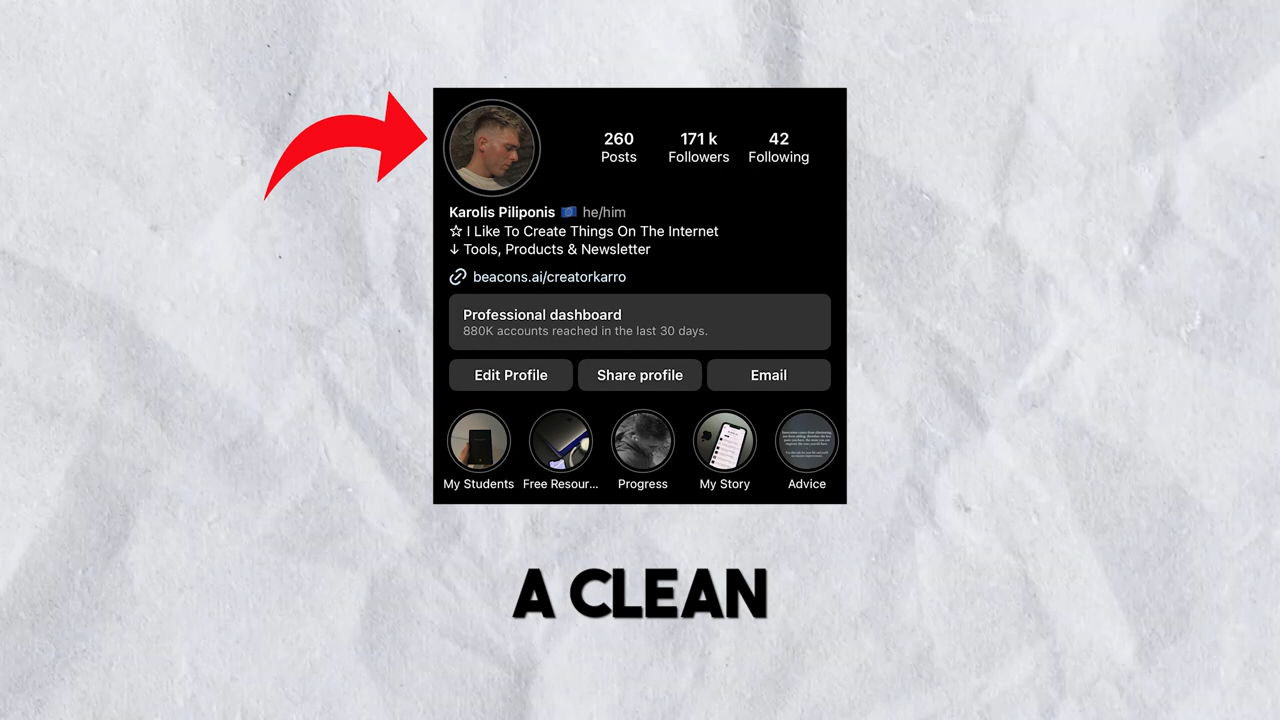 260 171 k 42
Posts Followers Following
Karolis Piliponis 🇪🇺 he/him
☆ I Like To Create Things On The Internet
↓ Tools, Products & Newsletter
beacons.ai/creatorkarro
Professional dashboard
880K accounts reached in the last 30 days.
Edit Profile Share profile Email
My Students Free Resour... Progress My Story Advice
A CLEAN